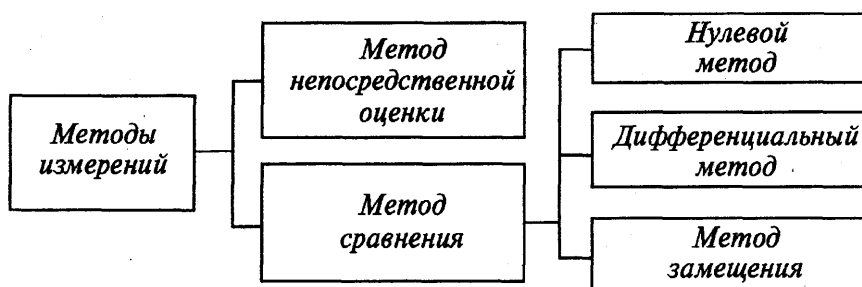 Методы
измерений
Метод
непосредственной
оценки
Метод
сравнения
Нулевой
метод
Дифференциальный
метод
Метод
замещения